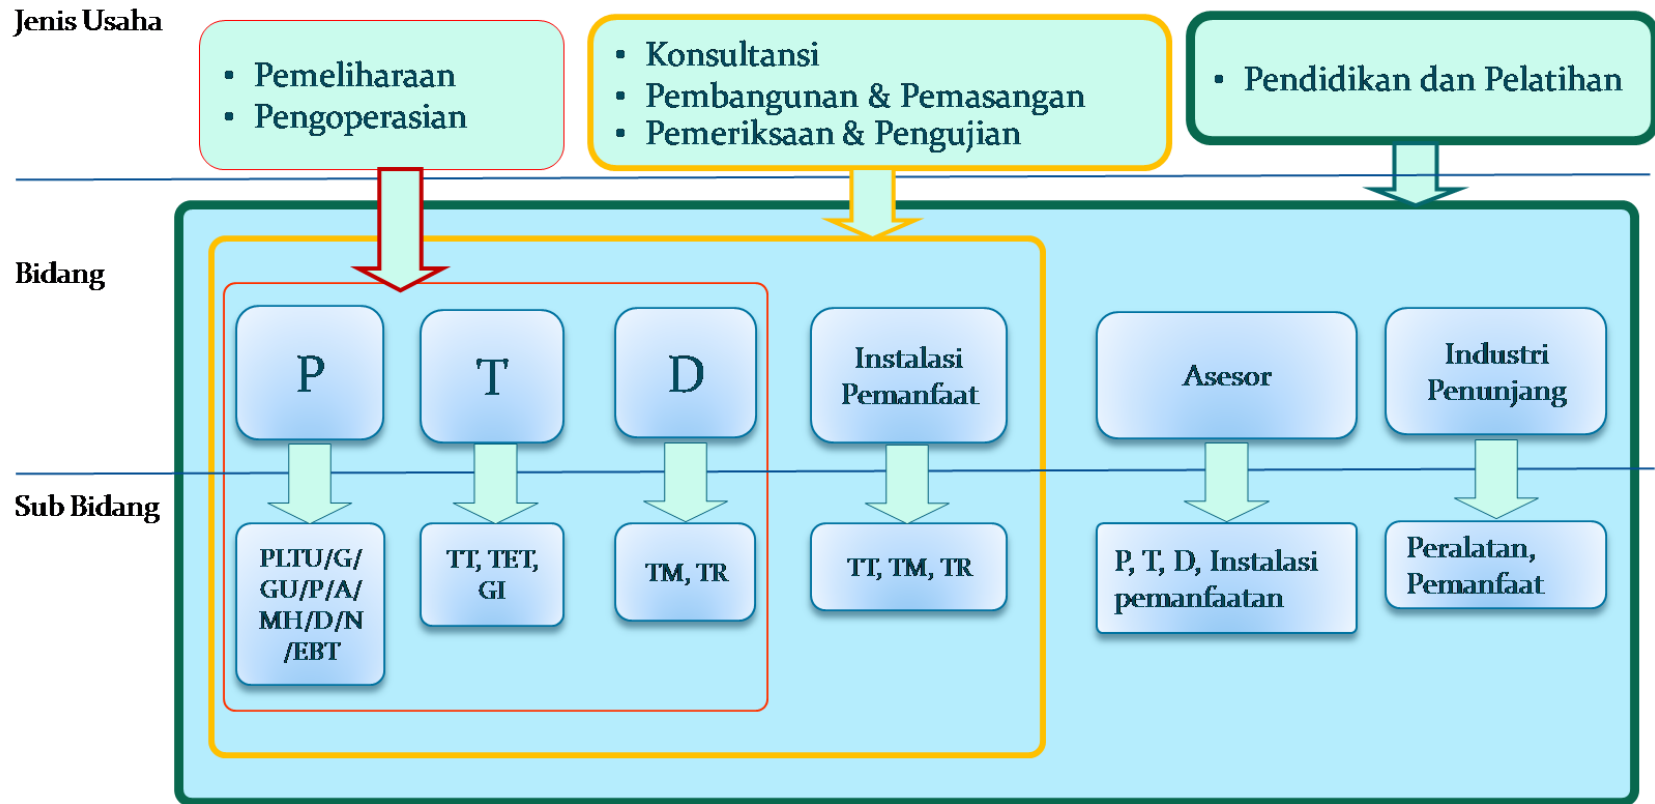 Jenis Usaha
▪ Pemeliharaan
▪ Pengoperasian
▪ Konsultansi
▪ Pembangunan & Pemasangan
▪ Pemeriksaan & Pengujian
▪ Pendidikan dan Pelatihan
Bidang
P
T
D
Instalasi
Pemanfaat
Asesor
Industri
Penunjang
Sub Bidang
PLTU/G/
GU/P/A/
MH/D/N
/EBT
TT, TET,
GI
TM, TR
TT, TM, TR
P, T, D, Instalasi
pemanfaatan
Peralatan,
Pemanfaat